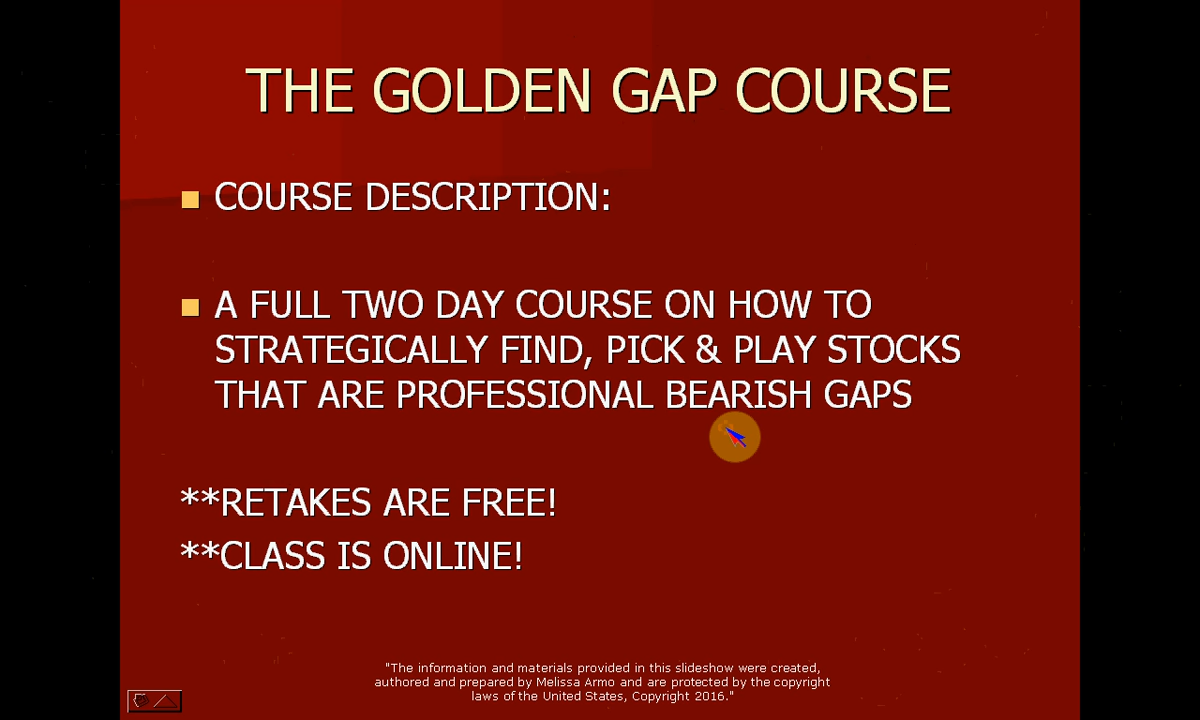 THE GOLDEN GAP COURSE
COURSE DESCRIPTION:
A FULL TWO DAY COURSE ON HOW TO
STRATEGICALLY FIND, PICK & PLAY STOCKS
THAT ARE PROFESSIONAL BEARISH GAPS
**RETAKES ARE FREE!
**CLASS IS ONLINE!
"The information and materials provided in this slideshow were created,
authored and prepared by Melissa Armo and are protected by the copyright
laws of the United States, Copyright 2016."